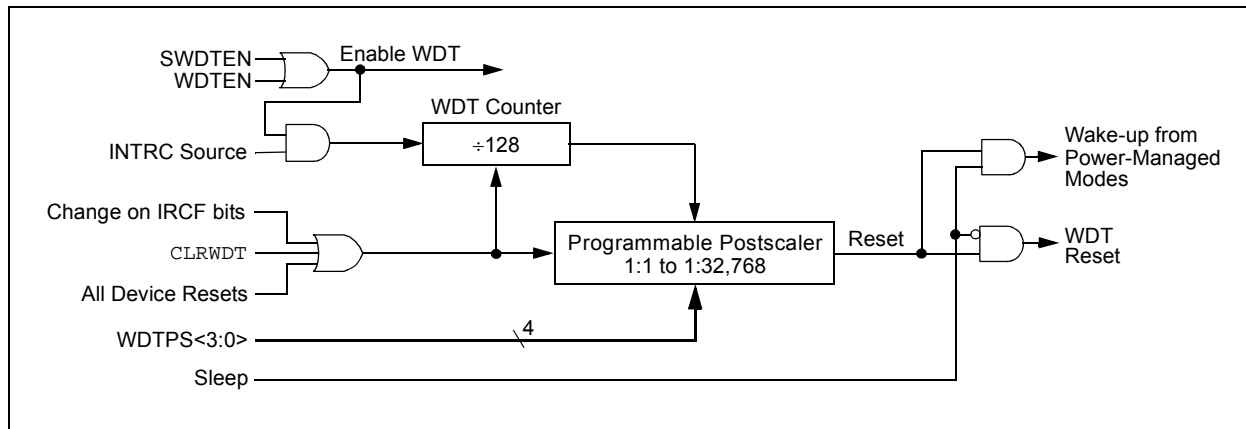 SWDTEN
WDTEN
Enable WDT
WDT Counter
INTRC Source
÷128
Wake-up from
Power-Managed
Modes
Change on IRCF bits
CLRWDT
All Device Resets
Programmable Postscaler
1:1 to 1:32,768
Reset
WDT
Reset
4
WDTPS<3:0>
Sleep